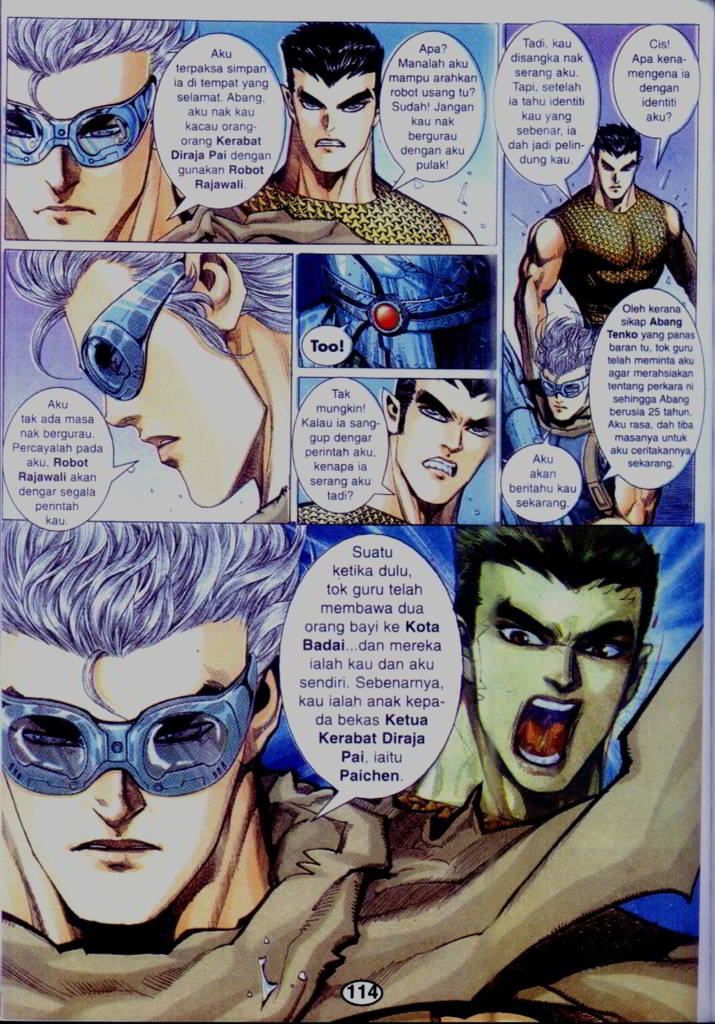 Aku
terpaksa simpan
ia di tempat yang
selamat. Abang,
aku nak kau
kacau orang-
orang Kerabat
Diraja Pai dengan
gunakan Robot
Rajawali.
Apa?
Manalah aku
mampu arahkan
robot usang tu?
Sudah! Jangan
kau nak
bergurau
dengan aku
pulak!
Tadi, kau
disangka nak
serang aku.
Tapi, setelah
ia tahu identiti
kau yang
sebenar, ia
dah jadi pelin-
dung kau.
Cis!
Apa kena-
mengena ia
dengan
identiti
aku?
Aku
tak ada masa
nak bergurau.
Percayalah pada
aku, Robot
Rajawali akan
dengar segala
perintah
kau.
Too!
Tak
mungkin!
Kalau ia sang-
gup dengar
perintah aku,
kenapa ia
serang aku
tadi?
Oleh kerana
sikap Abang
Tenko yang panas
baran tu, tok guru
telah meminta aku
agar merahsiakan
tentang perkara ni
sehingga Abang
berusia 25 tahun.
Aku rasa, dah tiba
masanya untuk
aku ceritakannya
sekarang.
Aku
akan
beritahu kau
sekarang.
Suatu
ketika dulu,
tok guru telah
membawa dua
orang bayi ke Kota
Badai...dan mereka
ialah kau dan aku
sendiri. Sebenarnya,
kau ialah anak kepa-
da bekas Ketua
Kerabat Diraja
Pai, iaitu
Paichen.
114